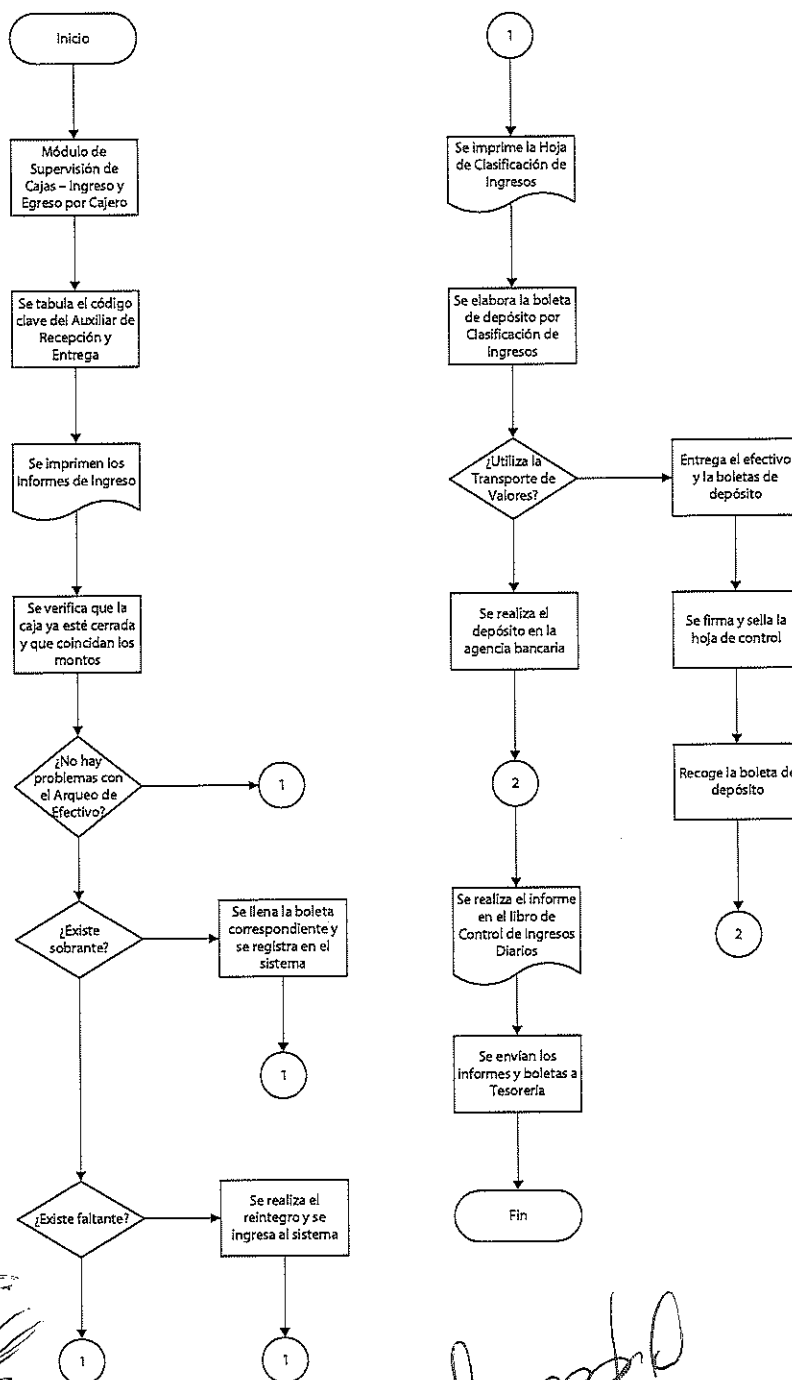 Inicio
Módulo de
Supervisión de
Cajas – Ingreso y
Egreso por Cajero
Se tabula el código
clave del Auxiliar de
Recepción y
Entrega
Se imprimen los
Informes de Ingreso
Se verifica que la
caja ya esté cerrada
y que coincidan los
montos
¿No hay
problemas con
el Arqueo de
Efectivo?
1
¿Existe
sobrante?
Se llena la boleta
correspondiente y
se registra en el
sistema
1
¿Existe faltante?
Se realiza el
reintegro y se
ingresa al sistema
1
1
1
Se imprime la Hoja
de Clasificación de
Ingresos
Se elabora la boleta
de depósito por
Clasificación de
Ingresos
¿Utiliza la
Transporte de
Valores?
Entrega el efectivo
y la boletas de
depósito
Se realiza el
depósito en la
agencia bancaria
Se firma y sella la
hoja de control
Recoge la boleta de
depósito
2
2
Se realiza el informe
en el libro de
Control de Ingresos
Diarios
Se envían los
informes y boletas a
Tesorería
Fin